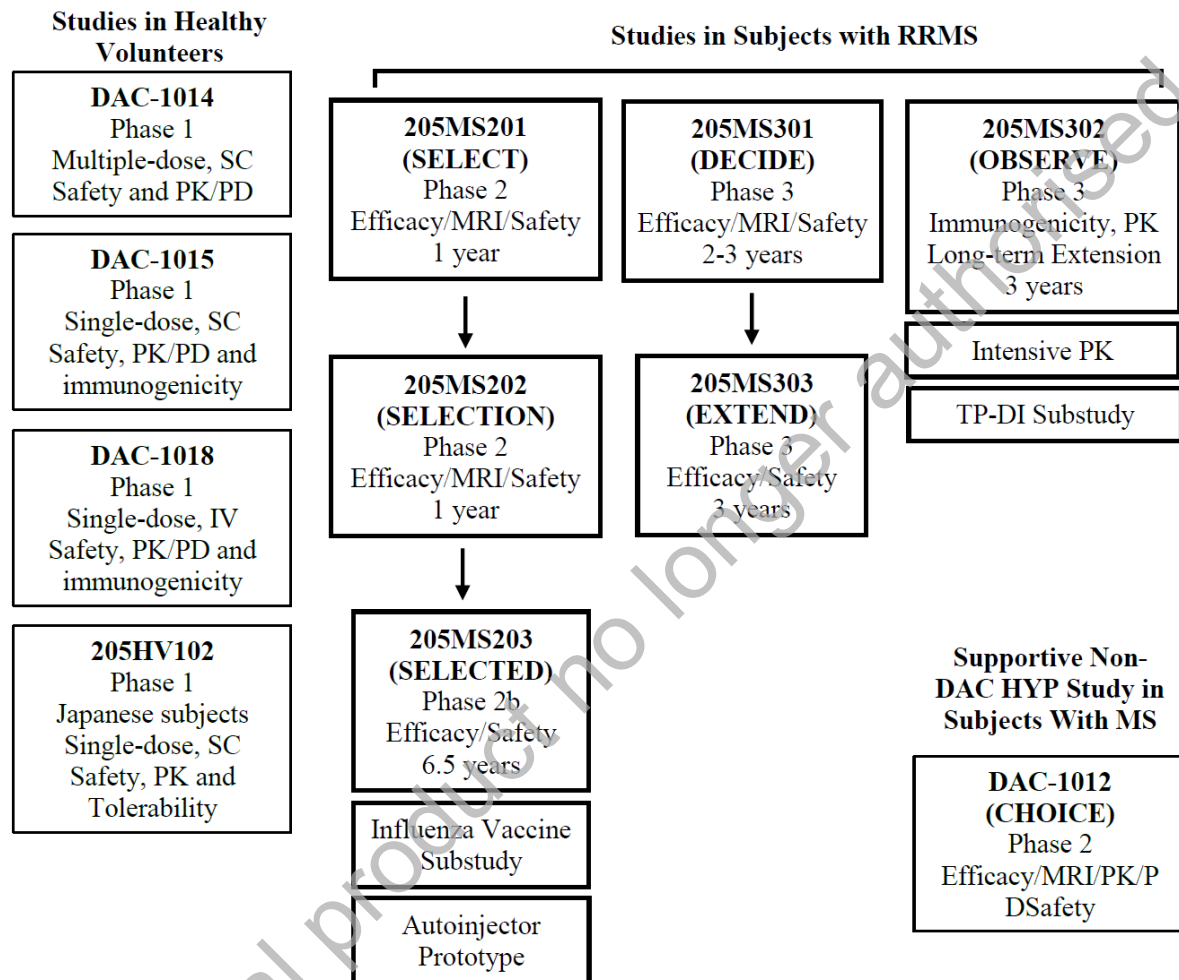 Studies in Healthy
Volunteers
DAC-1014
Phase 1
Multiple-dose, SC
Safety and PK/PD
DAC-1015
Phase 1
Single-dose, SC
Safety, PK/PD and
immunogenicity
DAC-1018
Phase 1
Single-dose, IV
Safety, PK/PD and
immunogenicity
205HV102
Phase 1
Japanese subjects
Single-dose, SC
Safety, PK and
Tolerability
Studies in Subjects with RRMS
205MS201
(SELECT)
Phase 2
Efficacy/MRI/Safety
1 year
205MS202
(SELECTION)
Phase 2
Efficacy/MRI/Safety
1 year
205MS203
(SELECTED)
Phase 2b
Efficacy/Safety
6.5 years
Influenza Vaccine
Substudy
Autoinjector
Prototype
205MS301
(DECIDE)
Phase 3
Efficacy/MRI/Safety
2-3 years
205MS303
(EXTEND)
Phase 3
Efficacy/Safety
3 years
205MS302
(OBSERVE)
Phase 3
Immunogenicity, PK
Long-term Extension
3 years
Intensive PK
TP-DI Substudy
Supportive Non-
DAC HYP Study in
Subjects With MS
DAC-1012
(CHOICE)
Phase 2
Efficacy/MRI/PK/P
DSafety
al product no longer authorised